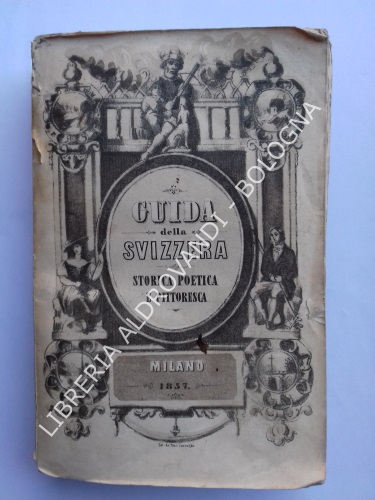 GUIDA
della
SVIZZERA
STORICA POETICA
E PITTORESCA
MILANO
1857.
LIBRERIA ALDROVANDI - BOLOGNA